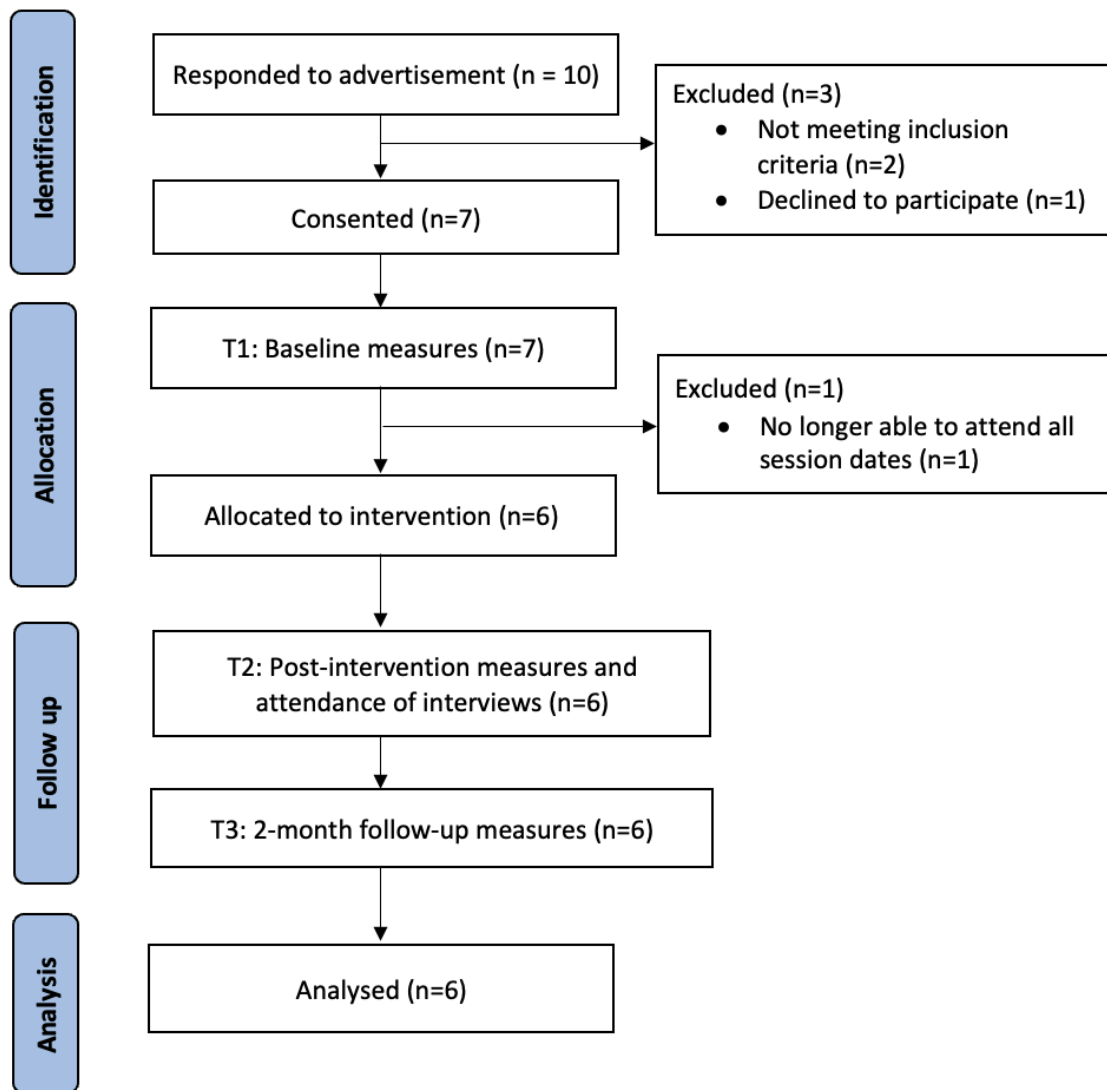 Identification
Responded to advertisement (n = 10)
Excluded (n=3)
• Not meeting inclusion
criteria (n=2)
• Declined to participate (n=1)
Consented (n=7)
Allocation
T1: Baseline measures (n=7)
Excluded (n=1)
• No longer able to attend all
session dates (n=1)
Allocated to intervention (n=6)
Follow up
T2: Post-intervention measures and
attendance of interviews (n=6)
T3: 2-month follow-up measures (n=6)
Analysis
Analysed (n=6)